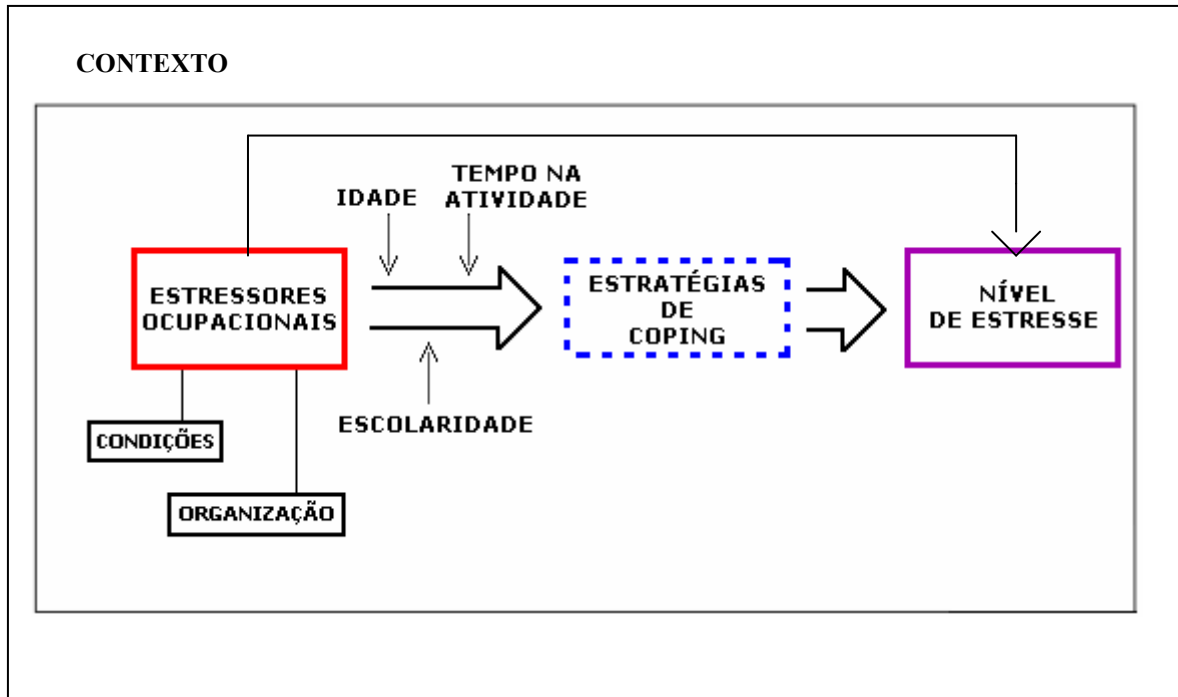 CONTEXTO
IDADE
TEMPO NA
ATIVIDADE
ESTRESSORES
OCUPACIONAIS
ESTRATÉGIAS
DE
COPING
NÍVEL
DE ESTRESSE
ESCOLARIDADE
CONDIÇÕES
ORGANIZAÇÃO